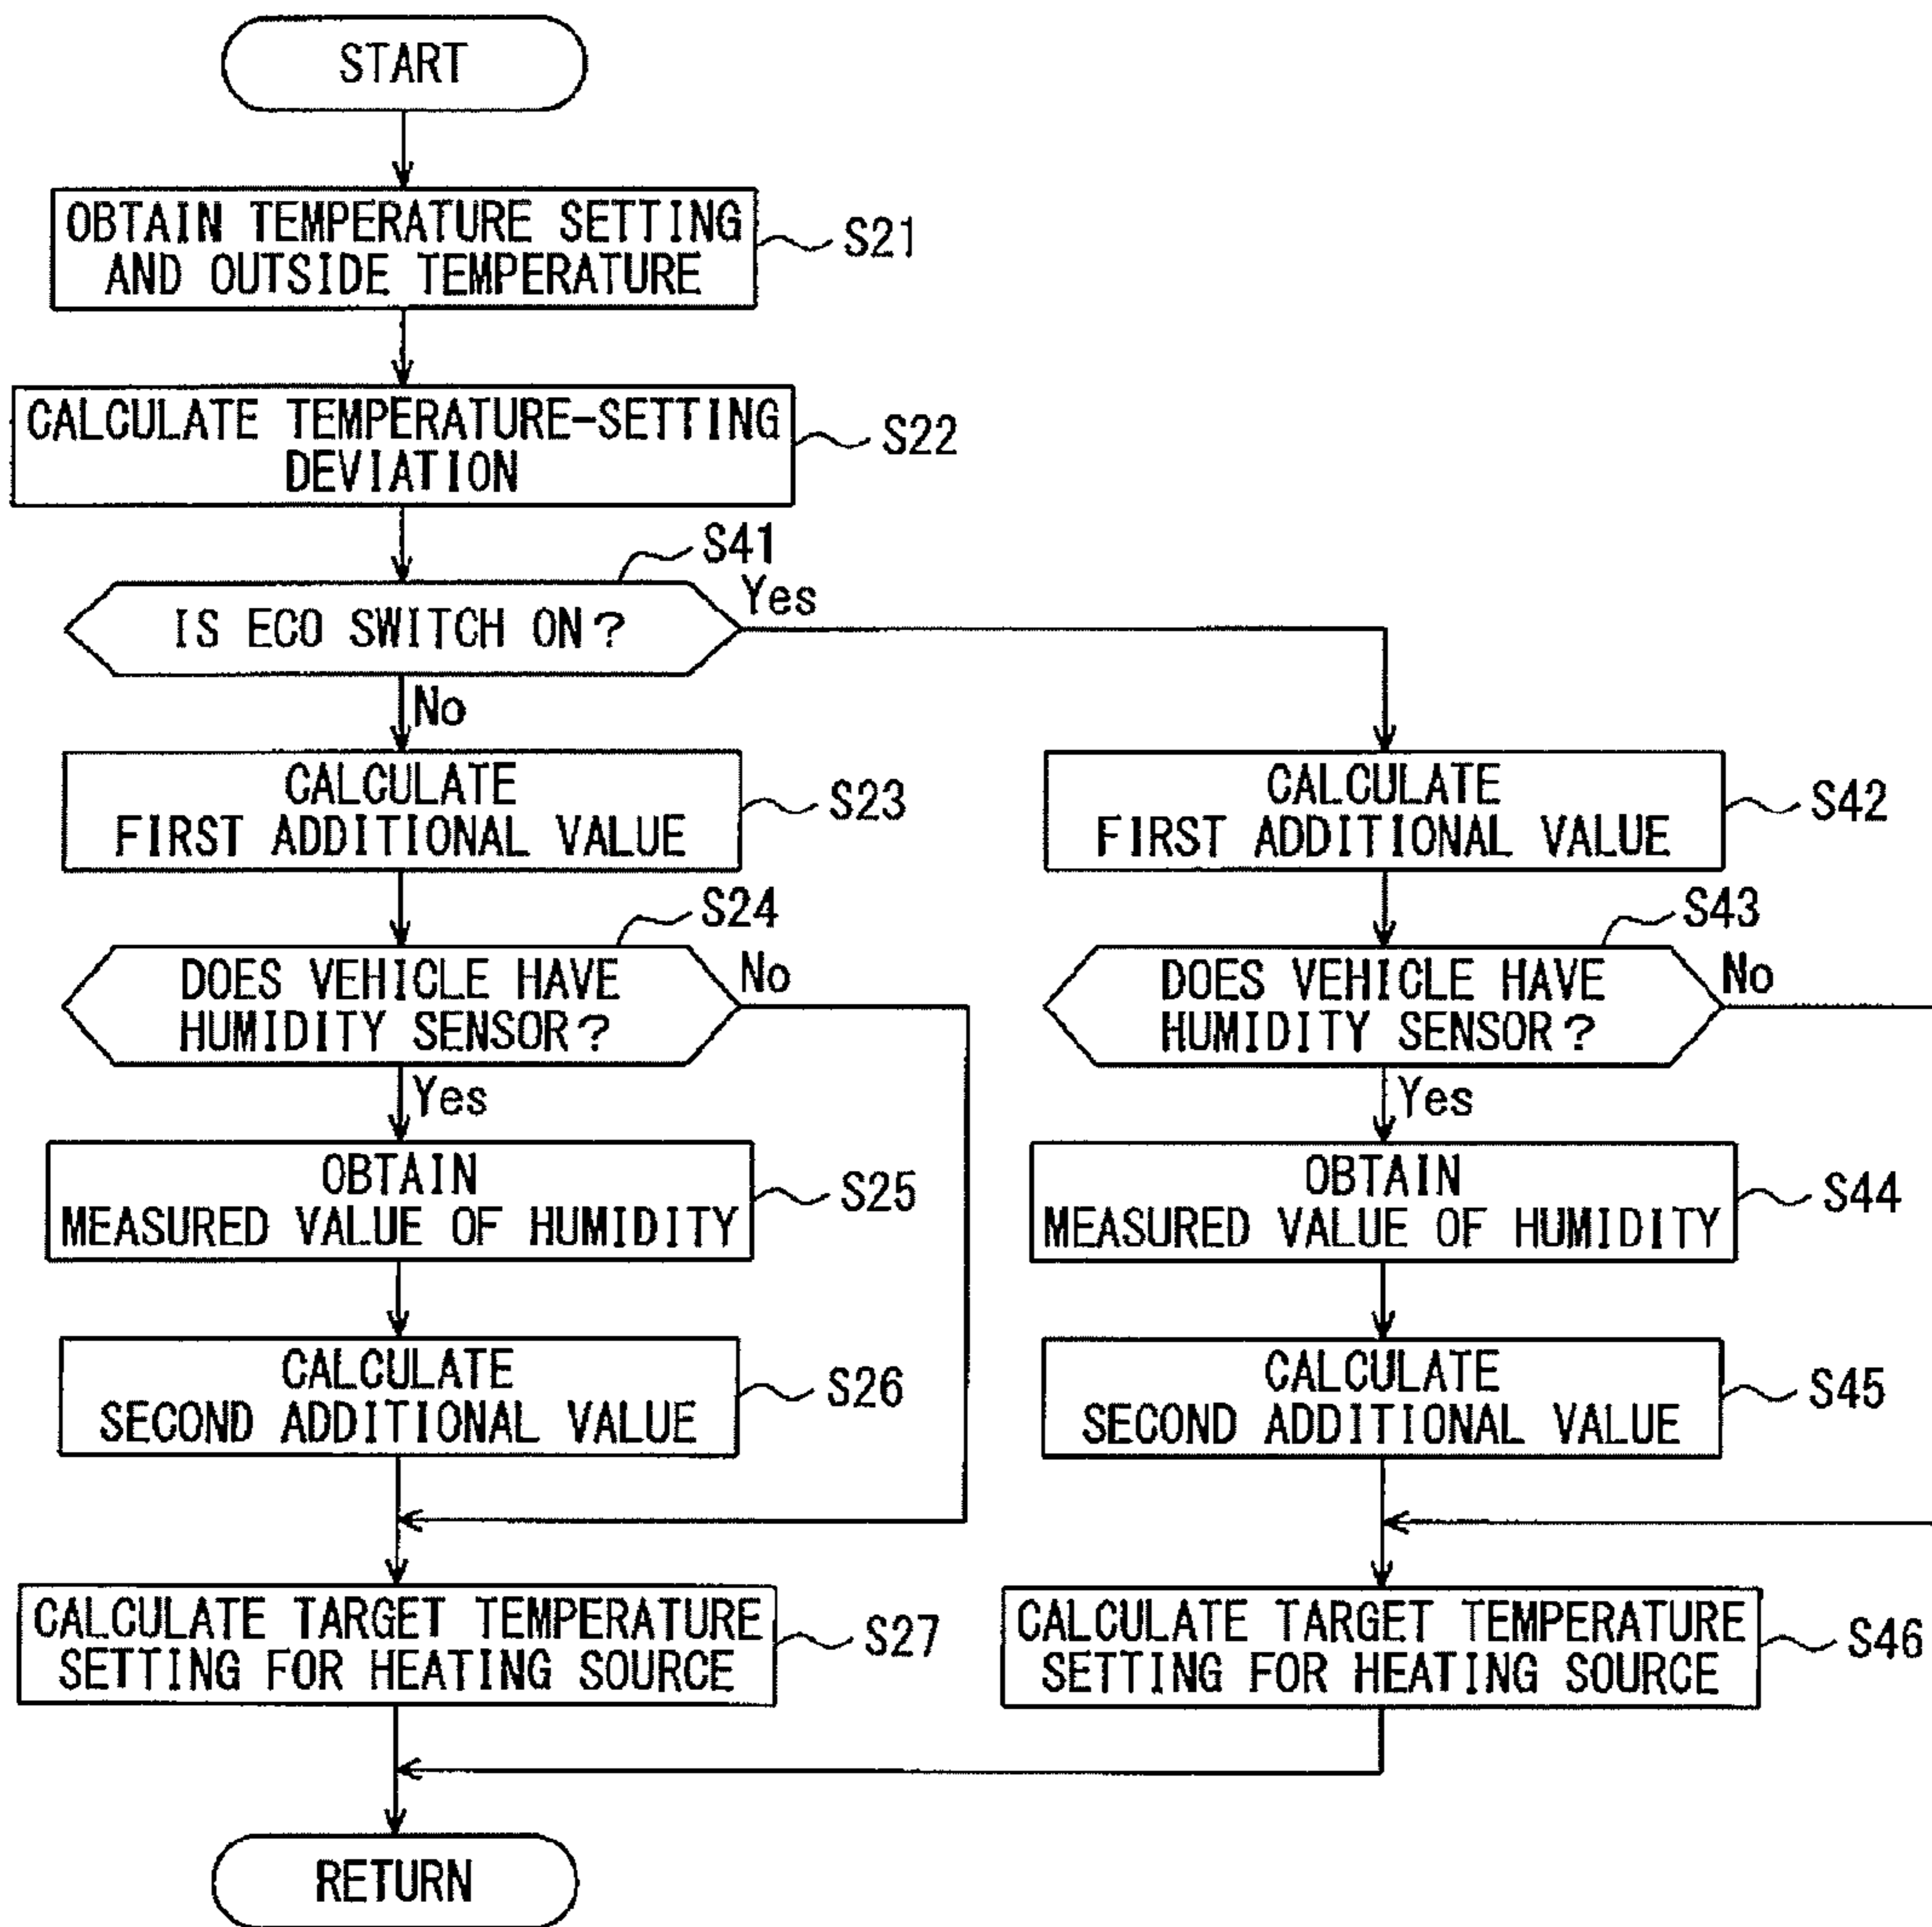 START
OBTAIN TEMPERATURE SETTING
AND OUTSIDE TEMPERATURE
S21
CALCULATE TEMPERATURE-SETTING
DEVIATION
S22
S41
IS ECO SWITCH ON?
Yes
No
CALCULATE
FIRST ADDITIONAL VALUE
S23
S24
DOES VEHICLE HAVE
HUMIDITY SENSOR?
No
Yes
OBTAIN
MEASURED VALUE OF HUMIDITY
S25
CALCULATE
SECOND ADDITIONAL VALUE
S26
CALCULATE TARGET TEMPERATURE
SETTING FOR HEATING SOURCE
S27
CALCULATE
FIRST ADDITIONAL VALUE
S42
S43
DOES VEHICLE HAVE
HUMIDITY SENSOR?
No
Yes
OBTAIN
MEASURED VALUE OF HUMIDITY
S44
CALCULATE
SECOND ADDITIONAL VALUE
S45
CALCULATE TARGET TEMPERATURE
SETTING FOR HEATING SOURCE
S46
RETURN